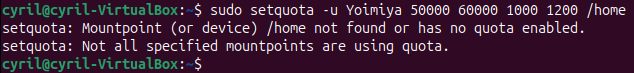 cyril@cyril-VirtualBox:~$ sudo setquota -u Yoimiya 50000 60000 1000 1200 /home
setquota: Mountpoint (or device) /home not found or has no quota enabled.
setquota: Not all specified mountpoints are using quota.
cyril@cyril-VirtualBox:~$